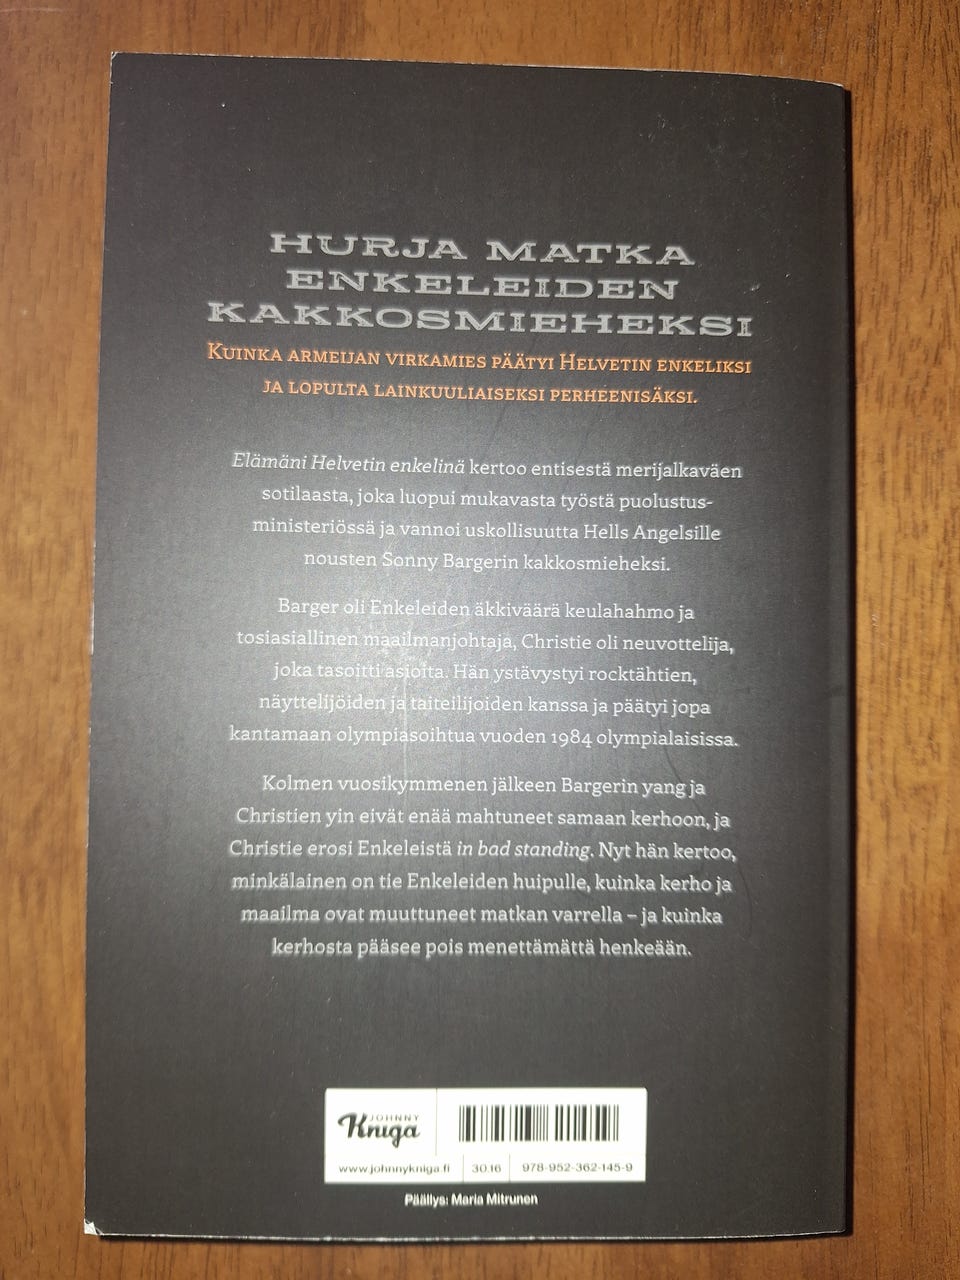 HURJA MATKA
ENKELEIDEN
KAKKOSMIEHEKSI
KUINKA ARMEIJAN VIRKAMIES PÄÄTYI HELVETIN ENKELIKSI
JA LOPULTA LAINKUULIAISEKSI PERHEENISÄKSI.
Elämäni Helvetin enkelinä kertoo entisestä merijalkaväen
sotilaasta, joka luopui mukavasta työstä puolustus-
ministeriössä ja vannoi uskollisuutta Hells Angelsille
nousten Sonny Bargerin kakkosmieheksi.
Barger oli Enkeleiden äkkiväärä keulahahmo ja
tosiasiallinen maailmanjohtaja, Christie oli neuvottelija,
joka tasoitti asioita. Hän ystävystyi rocktähtien,
näyttelijöiden ja taiteilijoiden kanssa ja päätyi jopa
kantamaan olympiasoihtua vuoden 1984 olympialaisissa.
Kolmen vuosikymmenen jälkeen Bargerin yang ja
Christien yin eivät enää mahtuneet samaan kerhoon, ja
Christie erosi Enkeleistä in bad standing. Nyt hän kertoo,
minkälainen on tie Enkeleiden huipulle, kuinka kerho ja
maailma ovat muuttuneet matkan varrella – ja kuinka
kerhosta pääsee pois menettämättä henkeään.
JOHNNY
Kniga
www.johnnykniga.fi 30.16 978-952-362-145-9
Päällys: Maria Mitrunen